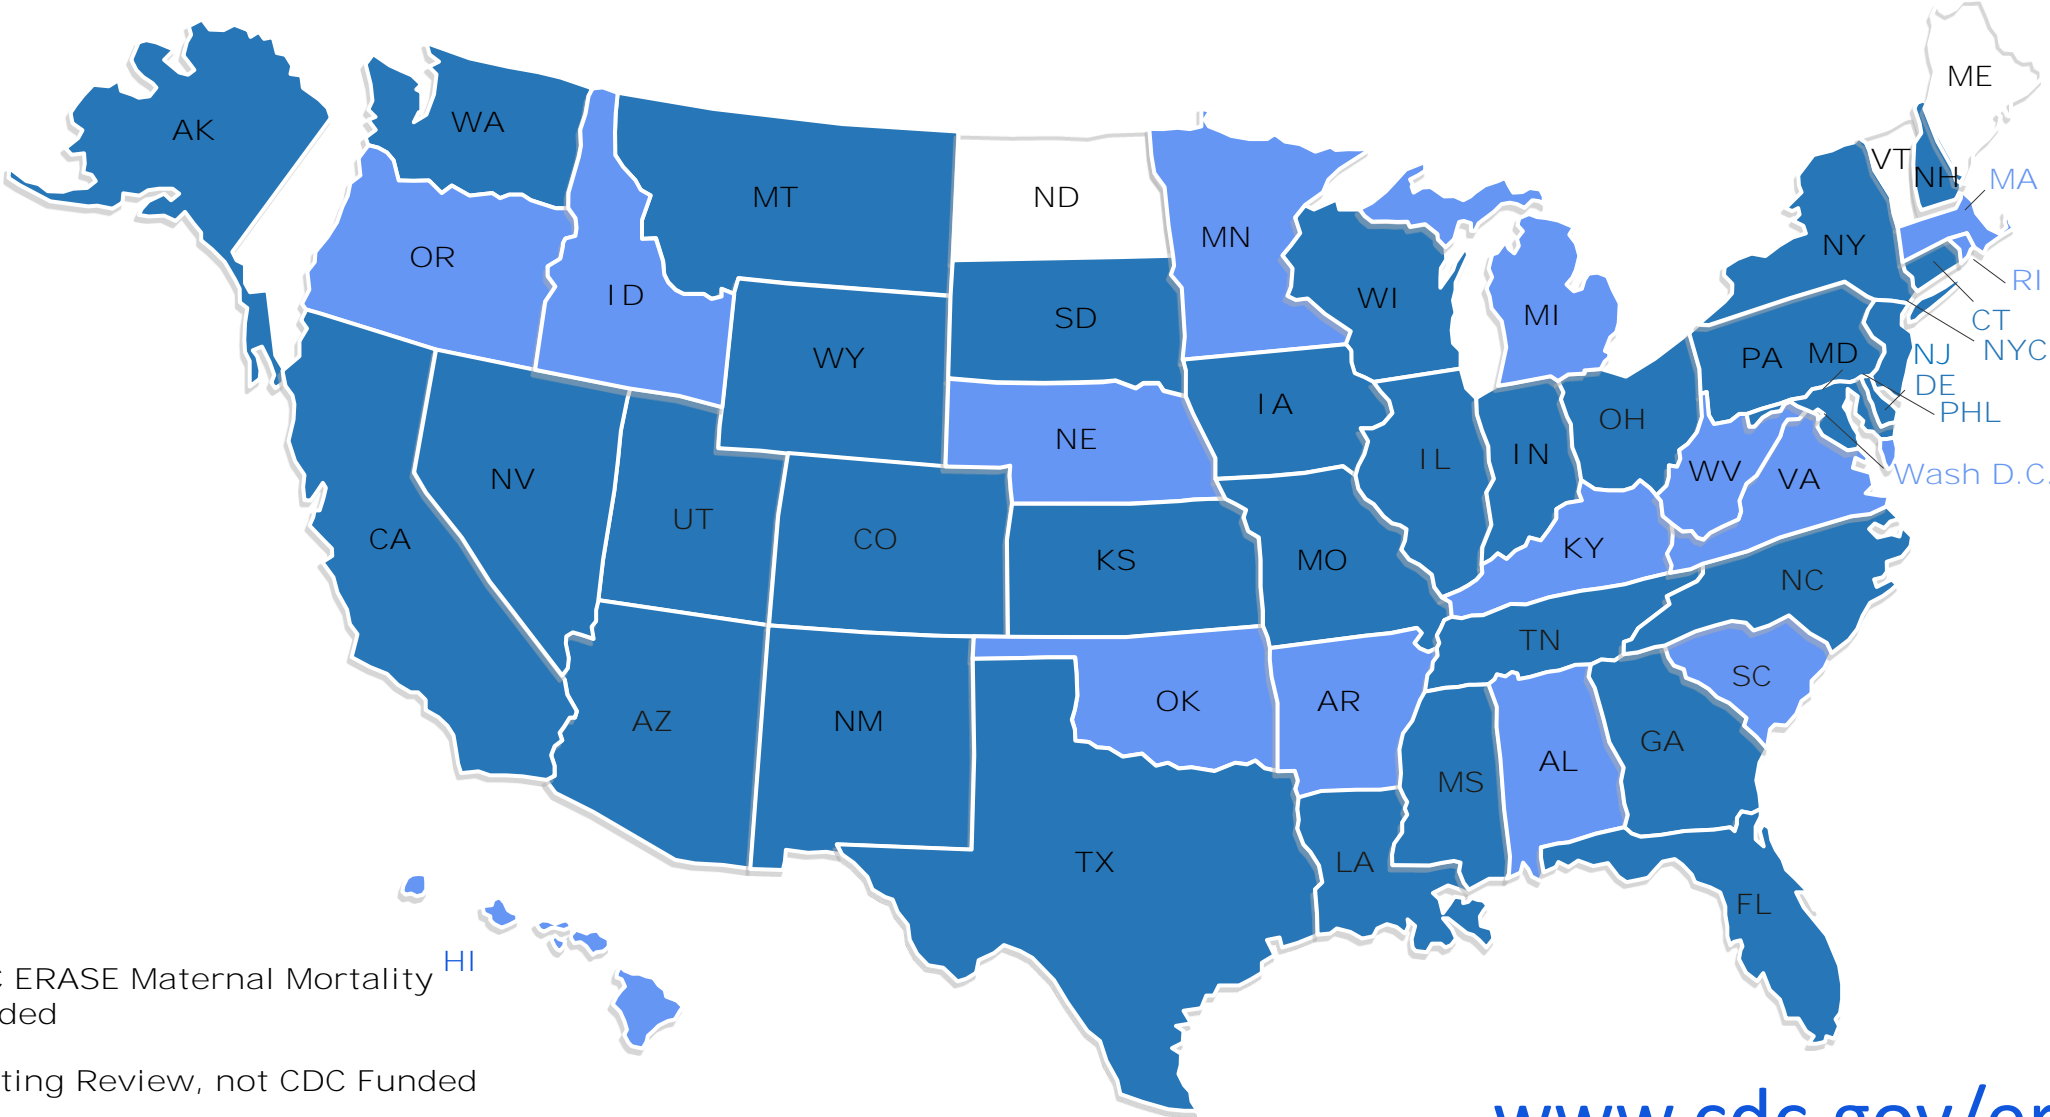 ME
AK
WA
VT
NH
MA
MT
ND
MN
NY
OR
RI
ID
WI
MI
SD
CT
NYC
WY
PA
MD
NJ
DE
PHL
IA
OH
NE
IL
IN
WV
VA
Wash D.C.
NV
UT
CA
CO
KS
MO
KY
NC
TN
SC
AZ
NM
OK
AR
GA
MS
AL
TX
LA
FL
HI
ERASE Maternal Mortality
Review, not CDC Funded